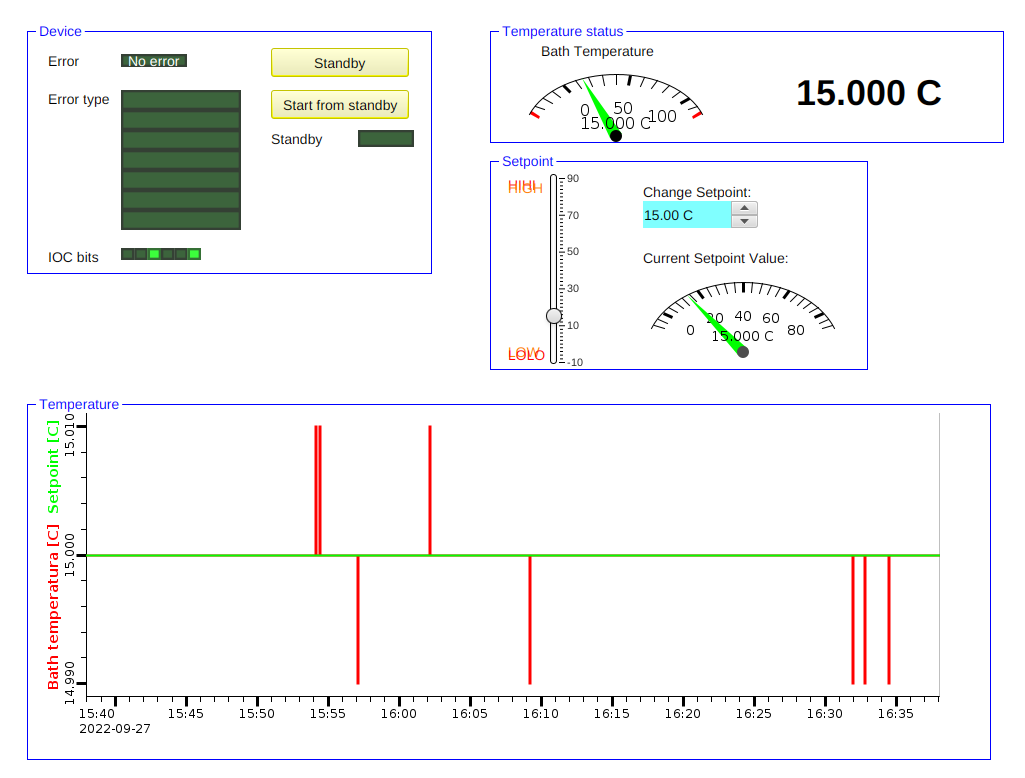 Device
Error
No error
Standby
Error type
Start from standby
Standby
IOC bits
Temperature status
Bath Temperature
0 50 100
15.000 C
15.000 C
Setpoint
HIHI
HIGH
90
70
50
30
10
-10
LOW
LOLO
Change Setpoint:
15.00 C
Current Setpoint Value:
0 20 40 60 80
15.000 C
Temperature
Setpoint [C]
Bath temperatura [C]
15.010
15.000
14.990
15:40 15:45 15:50 15:55 16:00 16:05 16:10 16:15 16:20 16:25 16:30 16:35
2022-09-27